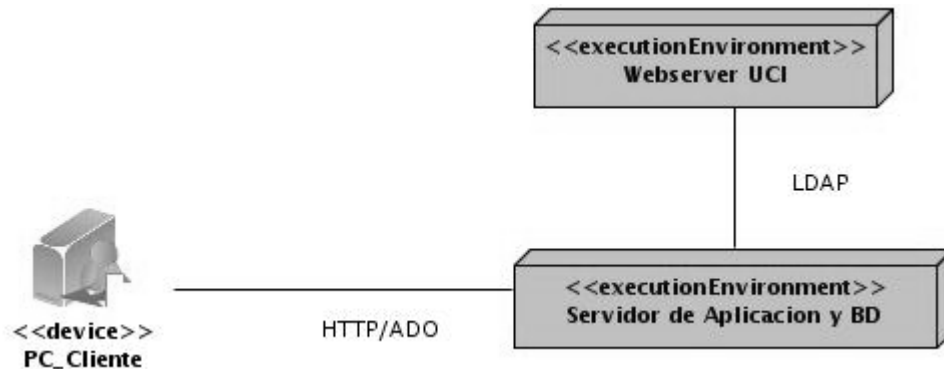 <<executionEnvironment>>
Webserver UCI
LDAP
<<executionEnvironment>>
Servidor de Aplicacion y BD
HTTP/ADO
<<device>>
PC_Cliente